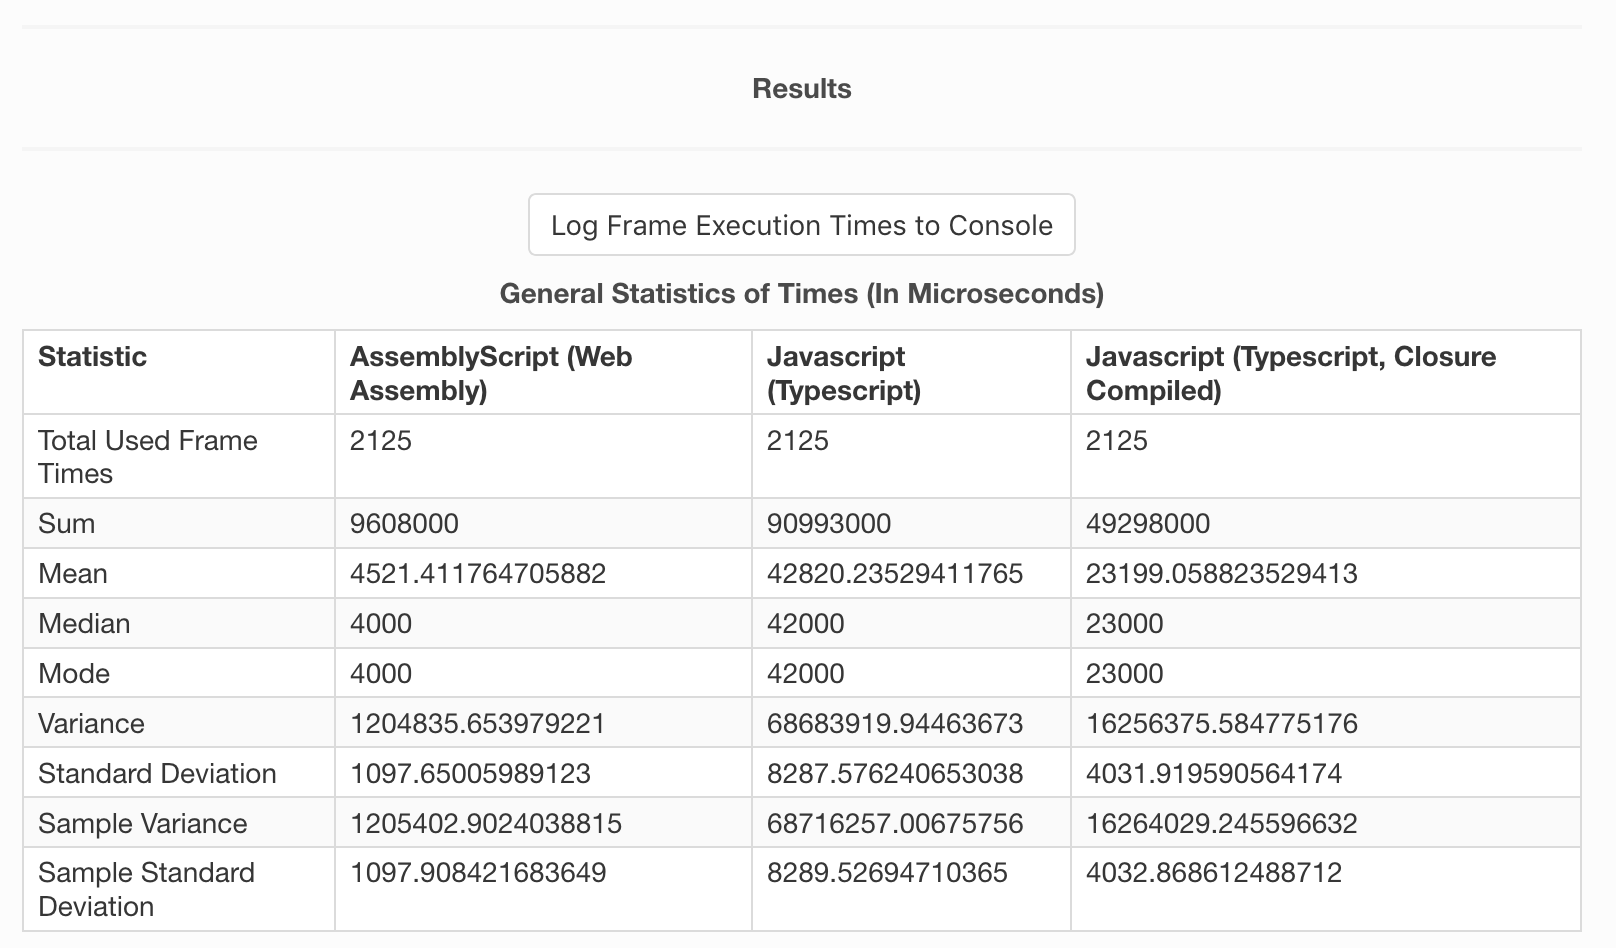 Results
Log Frame Execution Times to Console
General Statistics of Times (In Microseconds)
Statistic AssemblyScript (Web Assembly) Javascript (Typescript) Javascript (Typescript, Closure Compiled)
Total Used Frame Times 2125 2125 2125
Sum 9608000 90993000 49298000
Mean 4521.411764705882 42820.23529411765 23199.058823529413
Median 4000 42000 23000
Mode 4000 42000 23000
Variance 1204835.653979221 68683919.94463673 16256375.584775176
Standard Deviation 1097.65005989123 8287.576240653038 4031.919590564174
Sample Variance 1205402.9024038815 68716257.00675756 16264029.245596632
Sample Standard Deviation 1097.908421683649 8289.52694710365 4032.868612488712